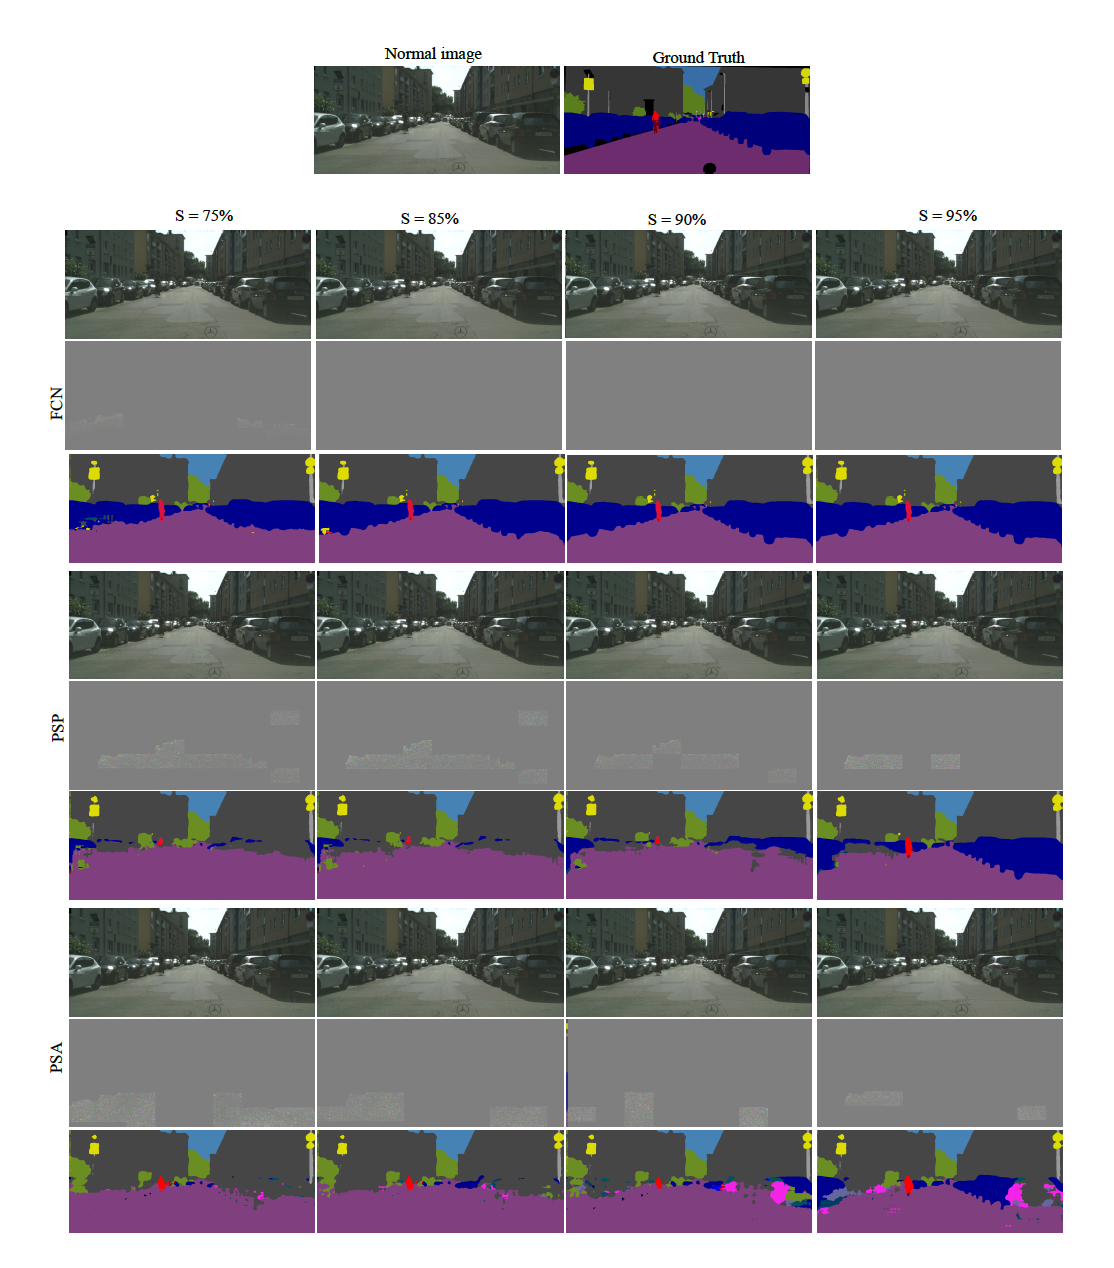 Normal image
Ground Truth
S = 75%
S = 85%
S = 90%
S = 95%
FCN
PSP
PSA